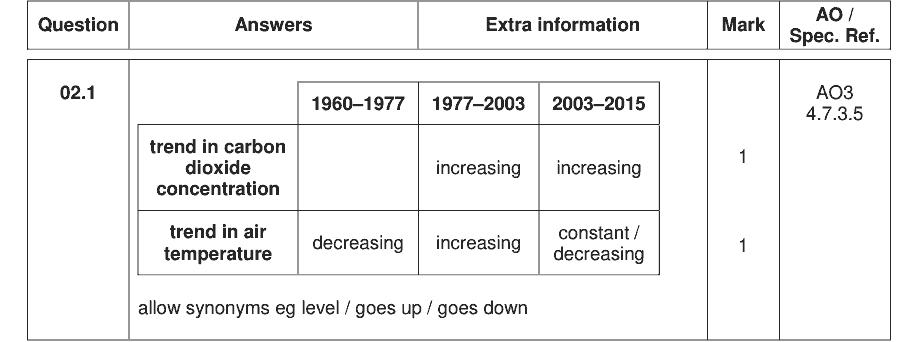 Question Answers Extra information Mark AO /
Spec. Ref.
02.1 AO3
4.7.3.5
1960–1977 1977–2003 2003–2015
trend in carbon
dioxide
concentration
increasing increasing
1
trend in air
temperature
decreasing increasing constant /
decreasing
1
allow synonyms eg level / goes up / goes down